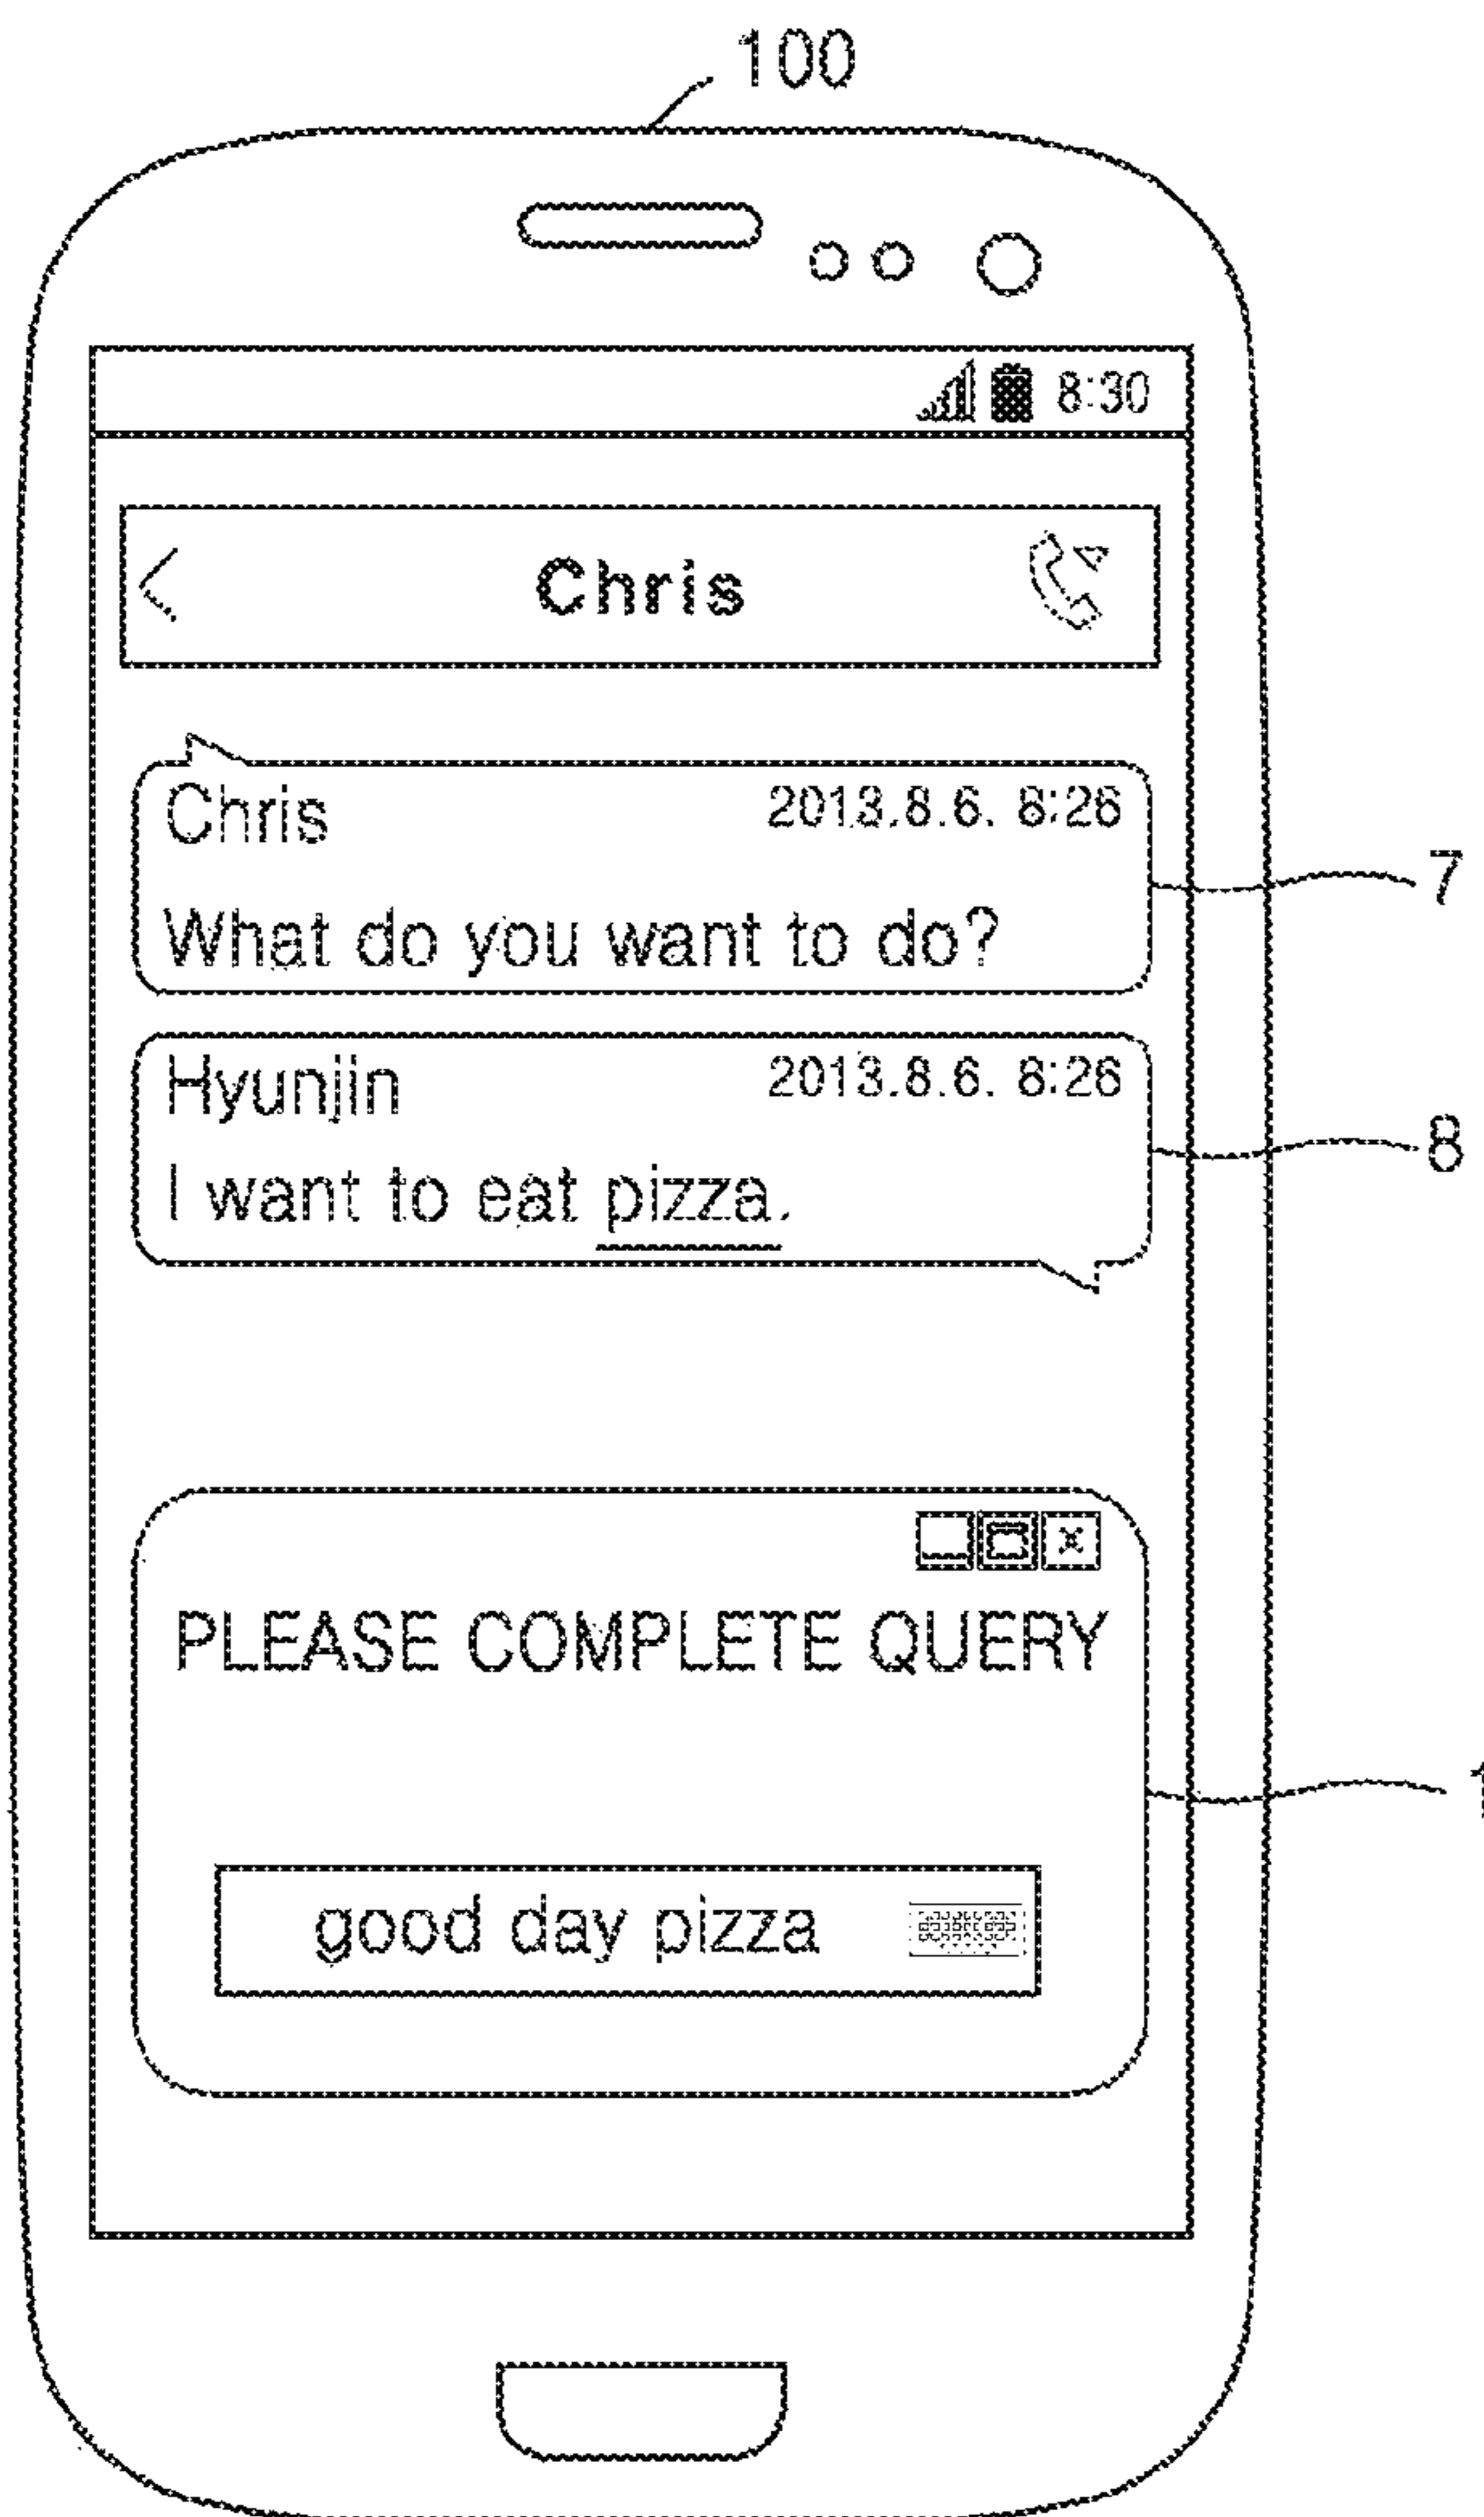 100
8:30
Chris
Chris 2013.8.6. 8:26
What do you want to do?
7
Hyunjin 2013.8.6. 8:26
I want to eat pizza.
8
PLEASE COMPLETE QUERY
good day pizza